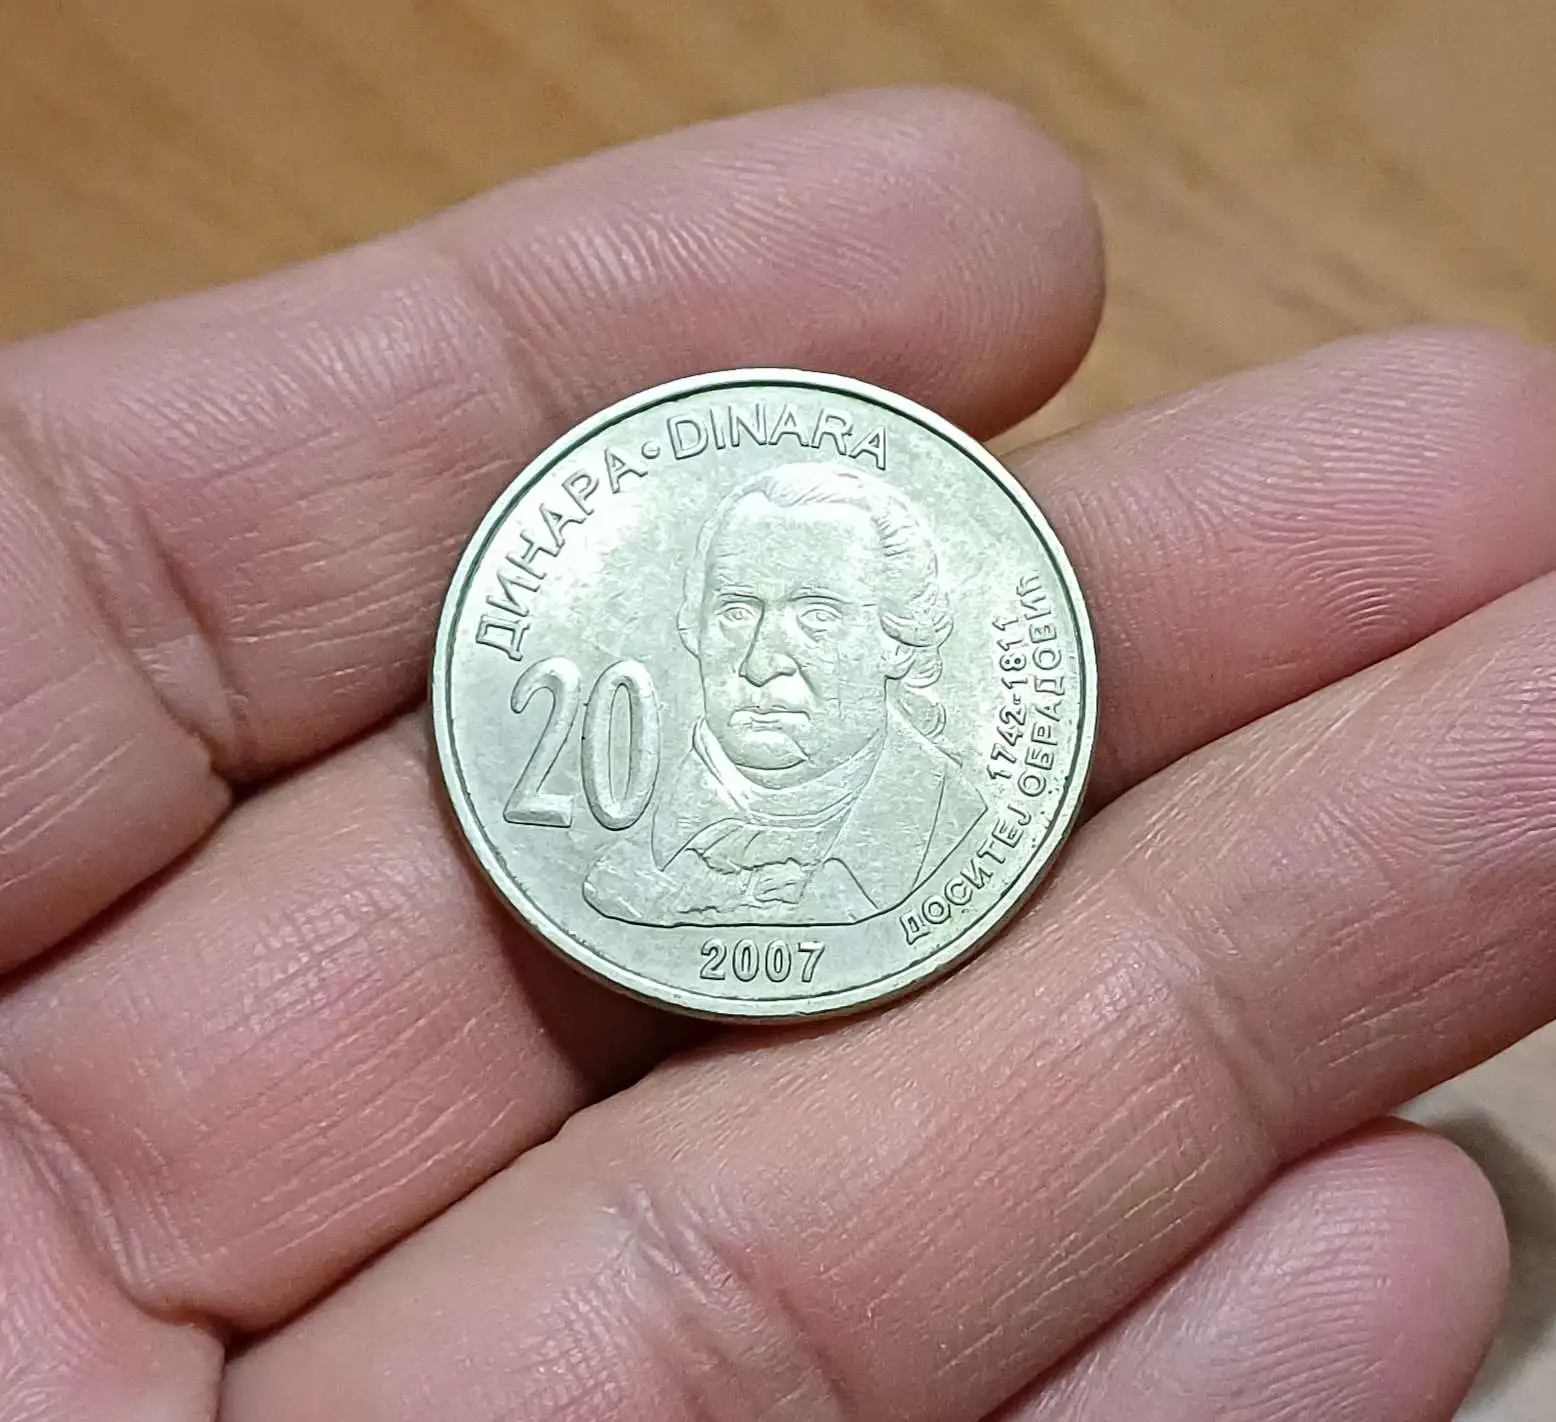 ДИНАРА • DINARA
20
1742-1811
ДОСИТЕЈ ОБРАДОВИЋ
2007